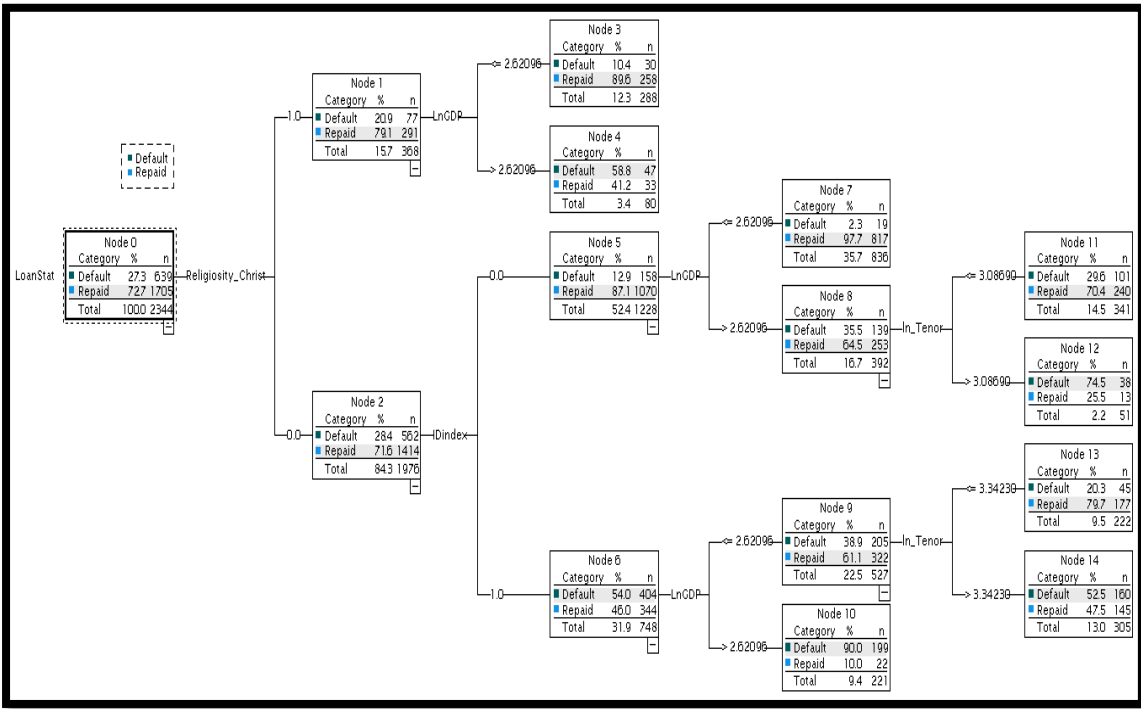 Default
Repaid
LoanStat
Node 0
Category % n
Default 27.3 639
Repaid 72.7 1705
Total 100.0 2344
Religiosity_Christ
1.0
Node 1
Category % n
Default 20.9 77
Repaid 79.1 291
Total 15.7 368
LnGDP
<= 2.62096
Node 3
Category % n
Default 10.4 30
Repaid 89.6 258
Total 12.3 288
> 2.62096
Node 4
Category % n
Default 58.8 47
Repaid 41.2 33
Total 3.4 80
0.0
Node 2
Category % n
Default 28.4 562
Repaid 71.6 1414
Total 84.3 1976
IDindex
0.0
Node 5
Category % n
Default 12.9 158
Repaid 87.1 1070
Total 52.4 1228
LnGDP
<= 2.62096
Node 7
Category % n
Default 2.3 19
Repaid 97.7 817
Total 35.7 836
> 2.62096
Node 8
Category % n
Default 35.5 139
Repaid 64.5 253
Total 16.7 392
ln_Tenor
<= 3.08690
Node 11
Category % n
Default 29.6 101
Repaid 70.4 240
Total 14.5 341
> 3.08690
Node 12
Category % n
Default 74.5 38
Repaid 25.5 13
Total 2.2 51
1.0
Node 6
Category % n
Default 54.0 404
Repaid 46.0 344
Total 31.9 748
LnGDP
<= 2.62096
Node 9
Category % n
Default 38.9 205
Repaid 61.1 322
Total 22.5 527
ln_Tenor
<= 3.34230
Node 13
Category % n
Default 20.3 45
Repaid 79.7 177
Total 9.5 222
> 3.34230
Node 14
Category % n
Default 52.5 160
Repaid 47.5 145
Total 13.0 305
> 2.62096
Node 10
Category % n
Default 90.0 199
Repaid 10.0 22
Total 9.4 221